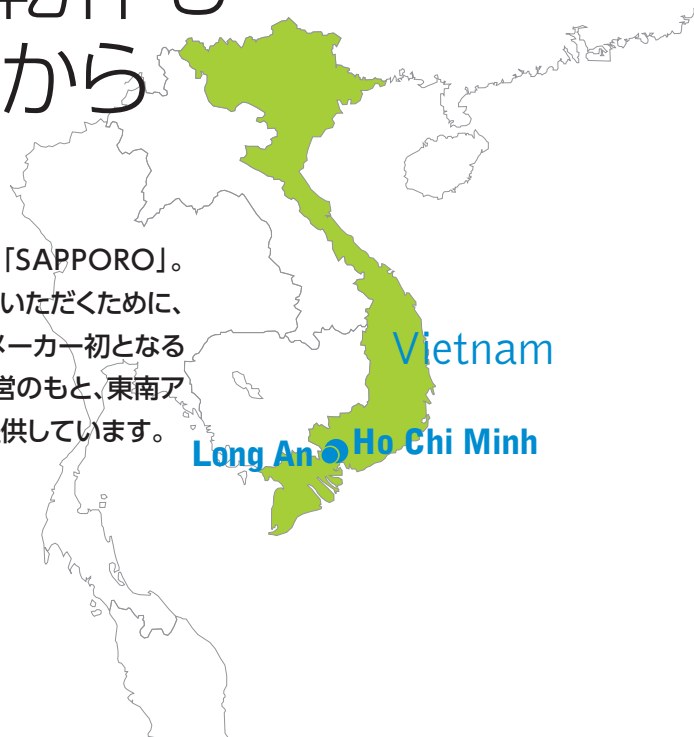 から
「SAPPORO」。
いただくために、
メーカー初となる
営のもと、東南ア
供しています。
Vietnam
Long An
Ho Chi Minh